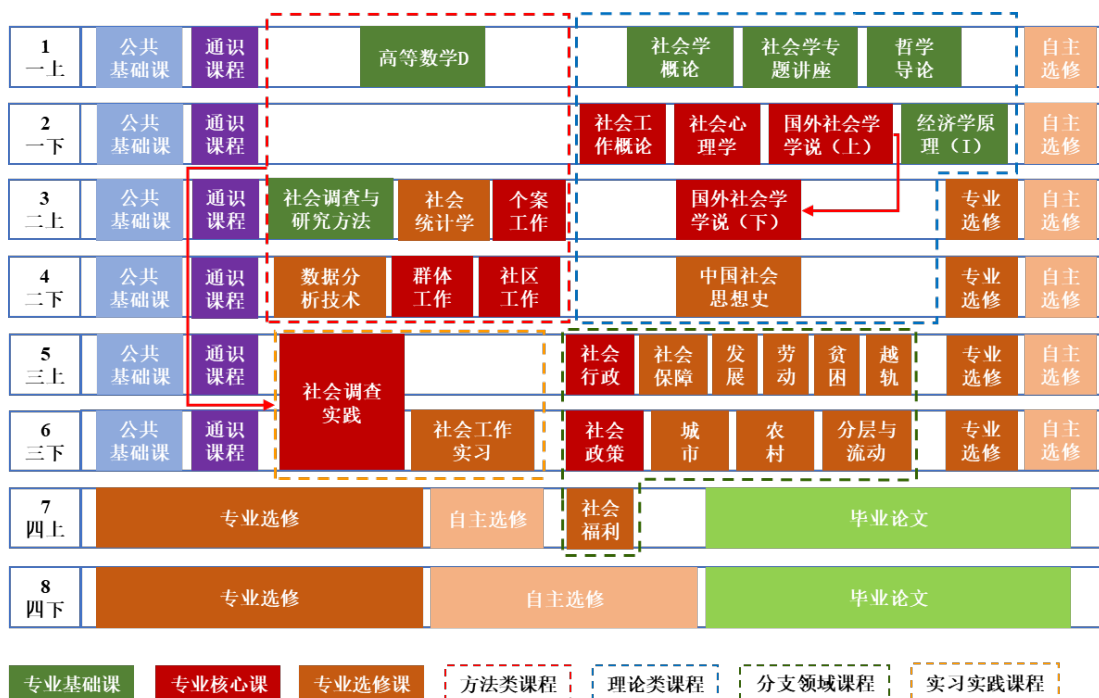 1
一上
公共
基础课
通识
课程
高等数学D
社会学
概论
社会学专
题讲座
哲学
导论
自主
选修
2
一下
公共
基础课
通识
课程
社会工
作概论
社会心
理学
国外社会学
学说（上）
经济学原
理（I）
自主
选修
3
二上
公共
基础课
通识
课程
社会调查与
研究方法
社会
统计学
个案
工作
国外社会学
学说（下）
专业
选修
自主
选修
4
二下
公共
基础课
通识
课程
数据分
析技术
群体
工作
社区
工作
中国社会
思想史
专业
选修
自主
选修
5
三上
公共
基础课
通识
课程
社会调查
实践
社会
行政
社会
保障
发
展
劳
动
贫
困
越
轨
专业
选修
自主
选修
6
三下
公共
基础课
通识
课程
社会工作
实习
社会
政策
城
市
农
村
分层与
流动
专业
选修
自主
选修
7
四上
专业选修
自主选修
社会
福利
毕业论文
8
四下
专业选修
自主选修
毕业论文
专业基础课
专业核心课
专业选修课
方法类课程
理论类课程
分支领域课程
实习实践课程